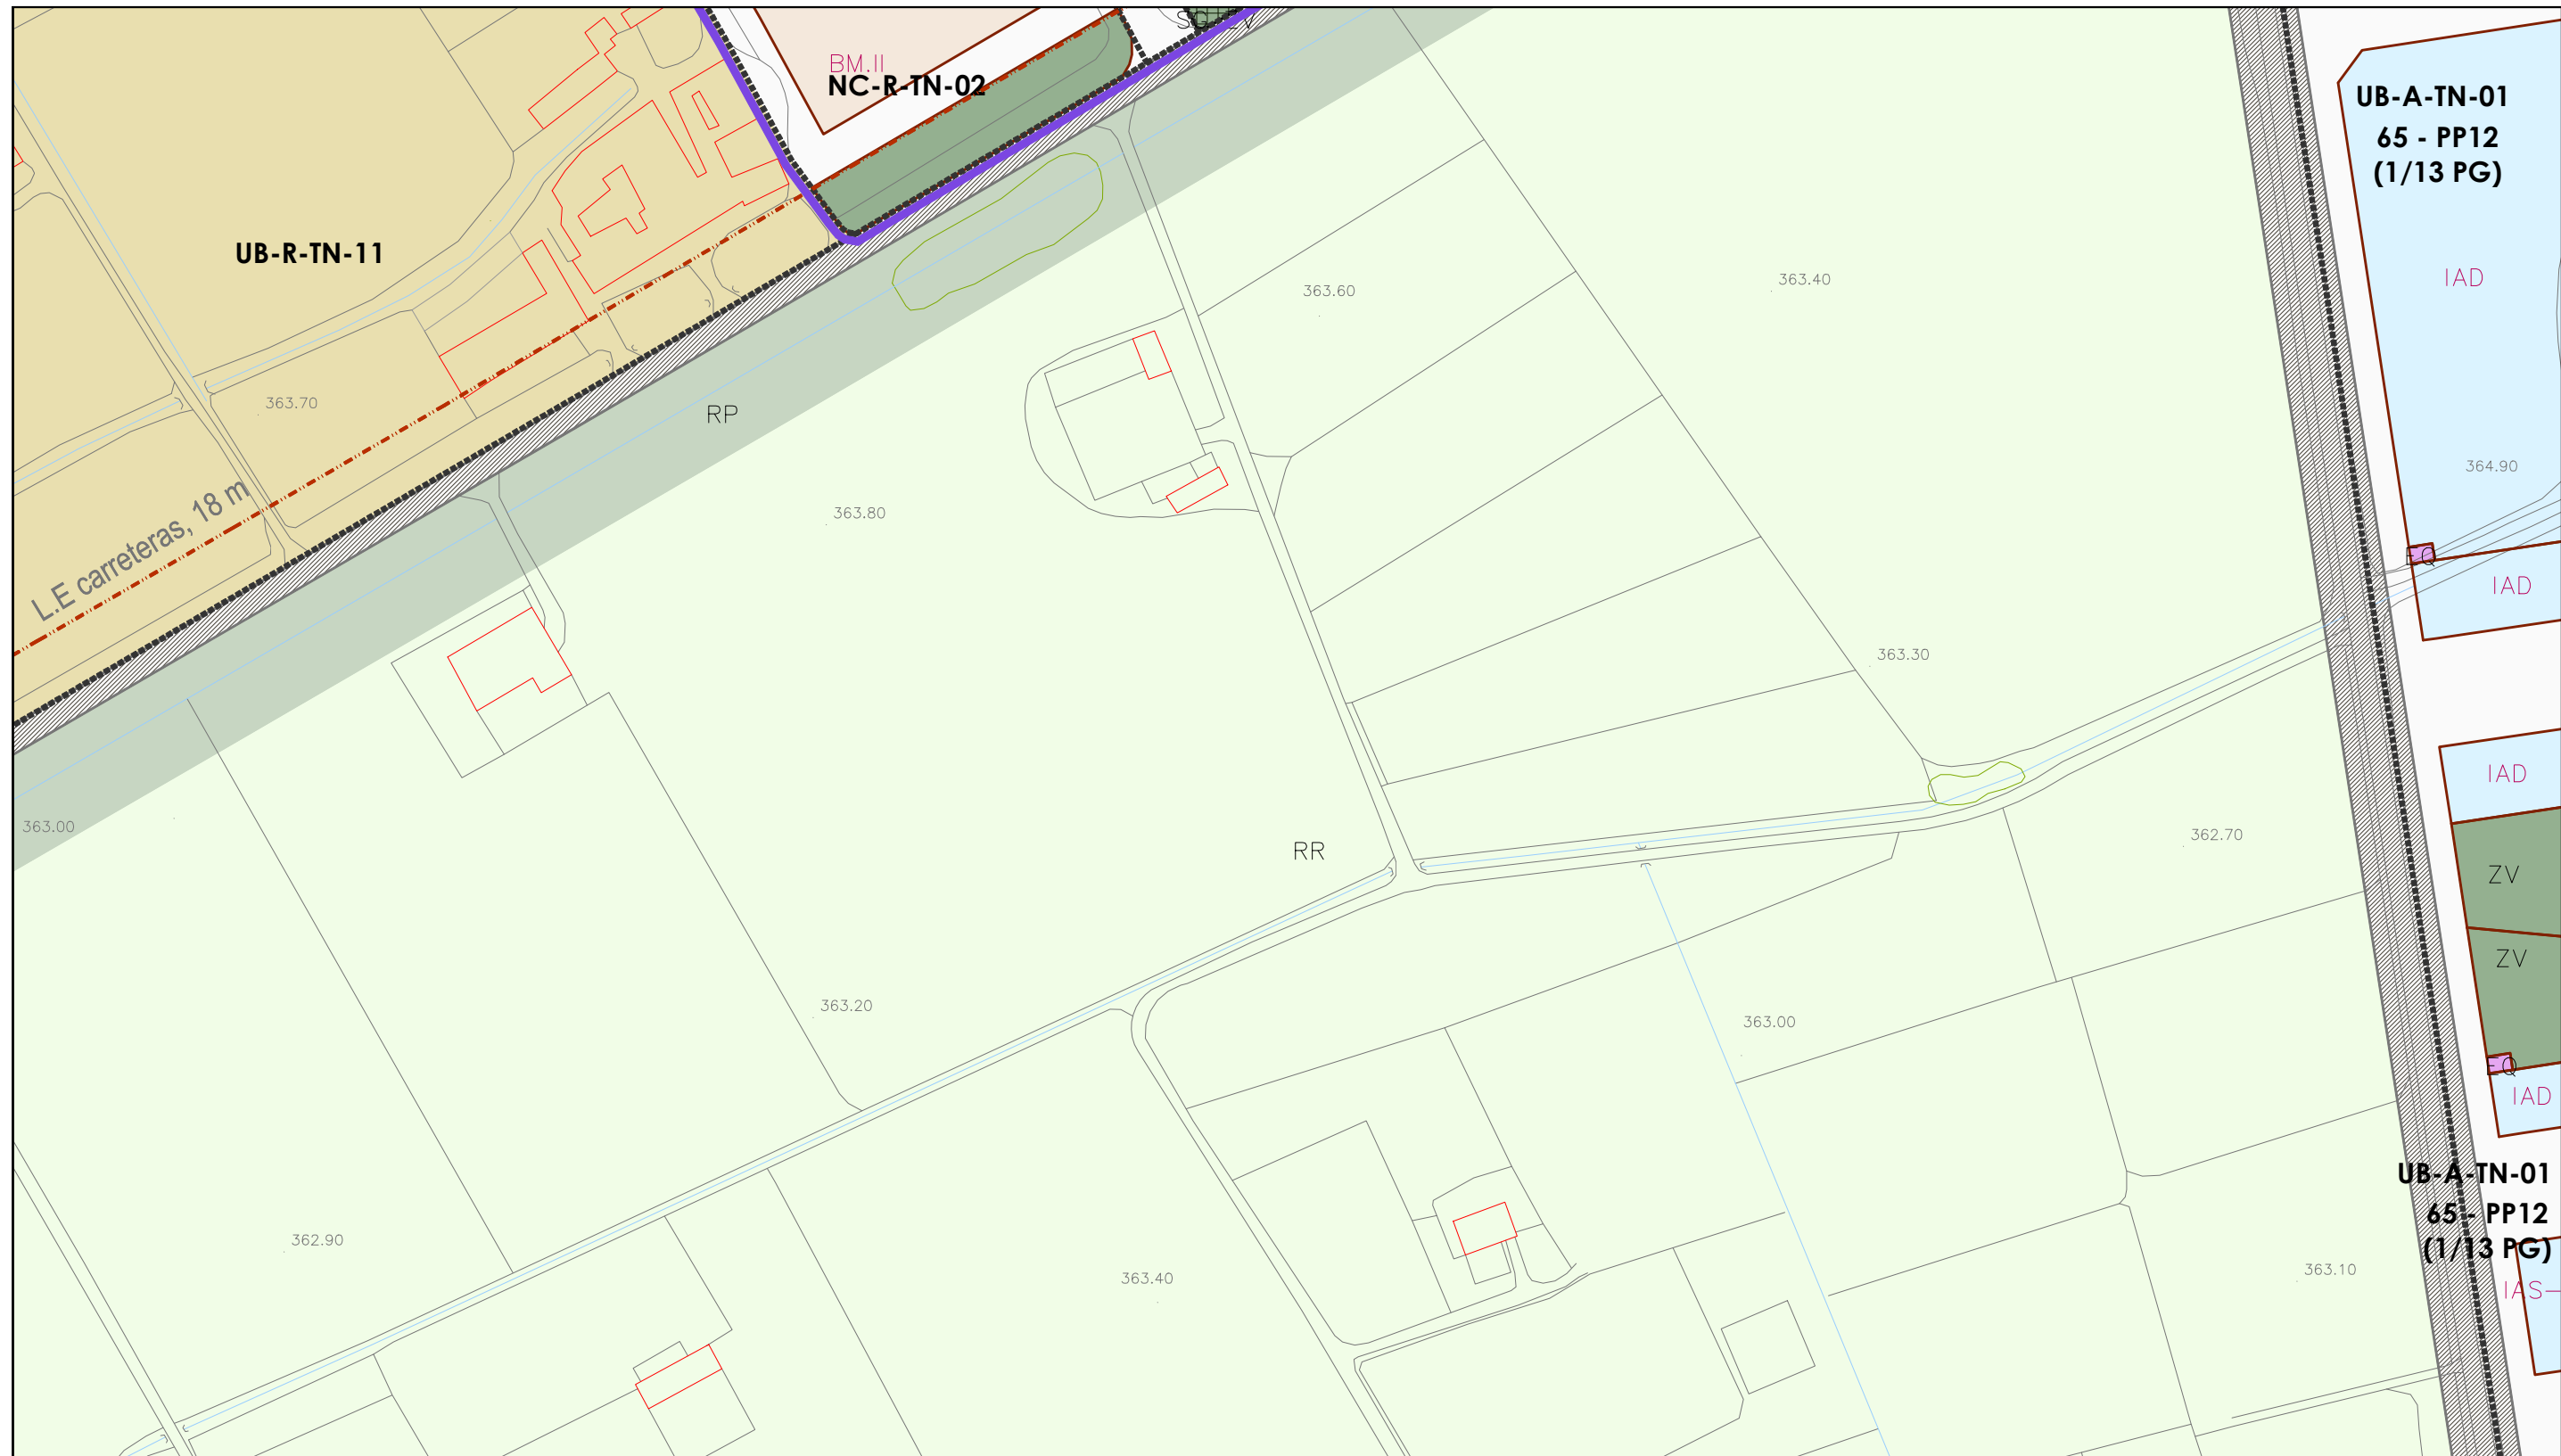 BM.II
NC-R-TN-02
UB-A-TN-01
65 - PP12
(1/13 PG)
UB-R-TN-11
IAD
363.60
363.40
363.70
RP
364.90
L.E carreteras, 18 m
363.80
EQ
IAD
363.30
IAD
363.00
362.70
RR
ZV
ZV
363.20
363.00
EQ
IAD
UB-A-TN-01
65 - PP12
(1/13 PG)
362.90
363.40
363.10
IAS-